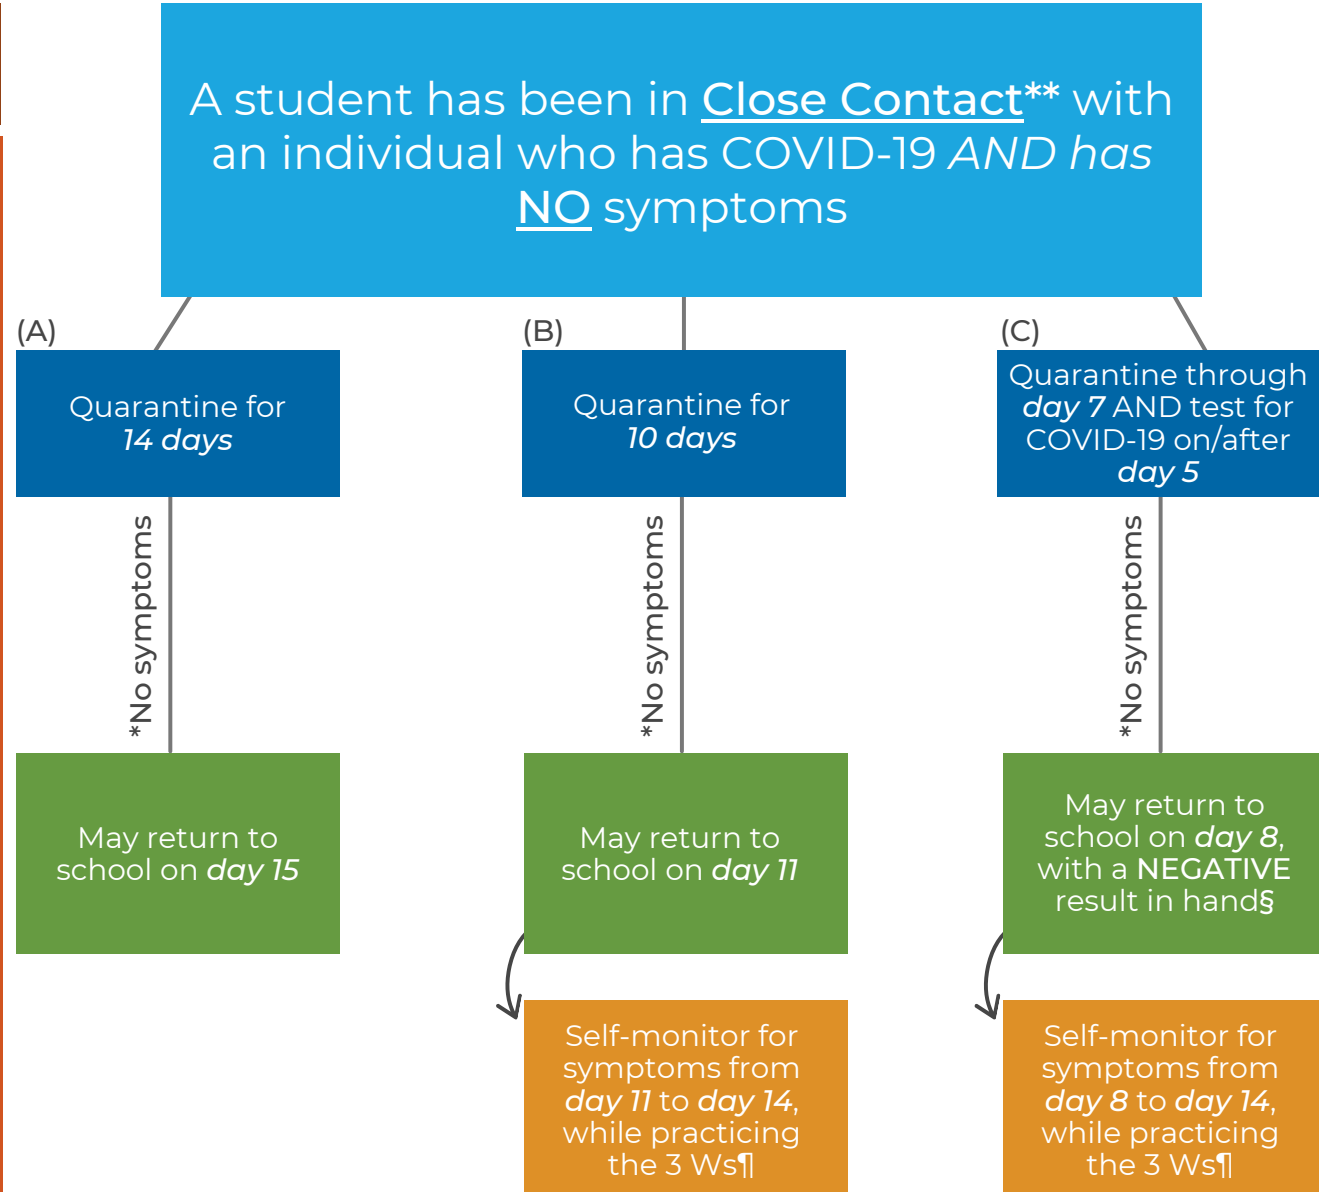 A student has been in Close Contact** with
an individual who has COVID-19 AND has
NO symptoms
(A)
Quarantine for
14 days
*No symptoms
May return to
school on day 15
(B)
Quarantine for
10 days
*No symptoms
May return to
school on day 11
Self-monitor for
symptoms from
day 11 to day 14,
while practicing
the 3 Ws¶
(C)
Quarantine through
day 7 AND test for
COVID-19 on/after
day 5
*No symptoms
May return to
school on day 8,
with a NEGATIVE
result in hand§
Self-monitor for
symptoms from
day 8 to day 14,
while practicing
the 3 Ws¶